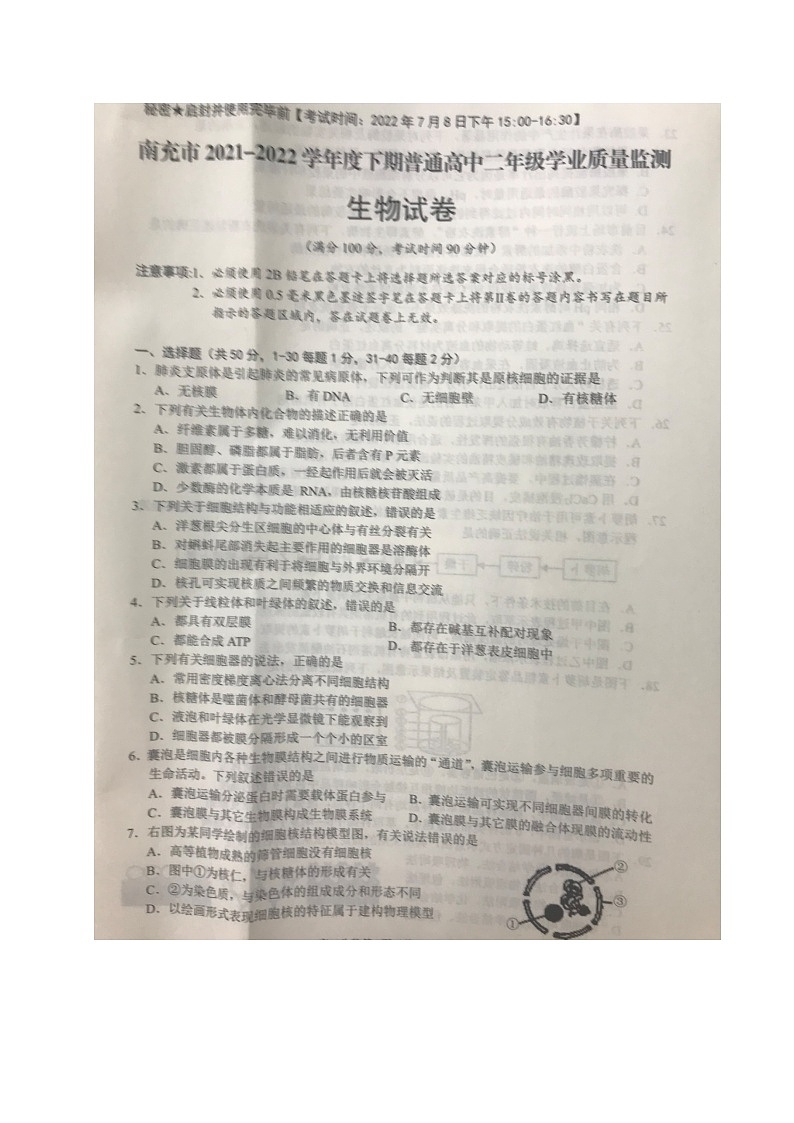 秘密★启封并使用完毕前【考试时间：2022年7月8日下午15:00-16:30】
南充市2021-2022学年度下期普通高中二年级学业质量监测
生物试卷
（满分100分，考试时间90分钟）
注意事项:1、必须使用2B铅笔在答题卡上将选择题所选答案对应的标号涂黑。
2、必须使用0.5毫米黑色墨迹签字笔在答题卡上将第II卷的答题内容书写在题目所
指示的答题区域内，答在试题卷上无效。
一、选择题（共50分，1-30每题1分，31-40每题2分）
1、肺炎支原体是引起肺炎的常见病原体，下列可作为判断其是原核细胞的证据是
A、无核膜 B、有DNA C、无细胞壁 D、有核糖体
2、下列有关生物体内化合物的描述正确的是
A、纤维素属于多糖，难以消化，无利用价值
B、胆固醇、磷脂都属于脂肪，后者含有P元素
C、激素都属于蛋白质，一经起作用后就会被灭活
D、少数酶的化学本质是RNA，由核糖核苷酸组成
3、下列关于细胞结构与功能相适应的叙述，错误的是
A、洋葱根尖分生区细胞的中心体与有丝分裂有关
B、对蝌蚪尾部消失起主要作用的细胞器是溶酶体
C、细胞膜的出现有利于将细胞与外界环境分隔开
D、核孔可实现核质之间频繁的物质交换和信息交流
4、下列关于线粒体和叶绿体的叙述，错误的是
A、都具有双层膜 B、都存在碱基互补配对现象
C、都能合成ATP D、都存在于洋葱表皮细胞中
5、下列有关细胞器的说法，正确的是
A、常用密度梯度离心法分离不同细胞结构
B、核糖体是噬菌体和酵母菌共有的细胞器
C、液泡和叶绿体在光学显微镜下能观察到
D、细胞器都被膜分隔形成一个个小的区室
6、囊泡是细胞内各种生物膜结构之间进行物质运输的“通道”，囊泡运输参与细胞多项重要的
生命活动。下列叙述错误的是
A、囊泡运输分泌蛋白时需要载体蛋白参与 B、囊泡运输可实现不同细胞器间膜的转化
C、囊泡膜与其它生物膜构成生物膜系统 D、囊泡膜与其它膜的融合体现膜的流动性
7、右图为某同学绘制的细胞核结构模型图，有关说法错误的是
A、高等植物成熟的筛管细胞没有细胞核
B、图中①为核仁，与核糖体的形成有关
C、②为染色质，与染色体的组成成分和形态不同
D、以绘画形式表现细胞核的特征属于建构物理模型
②
③
①